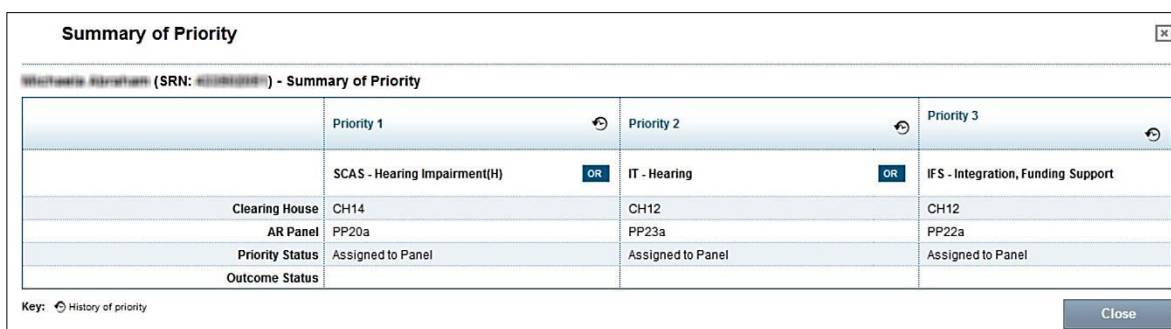 Summary of Priority
(SRN: ) - Summary of Priority
Priority 1 Priority 2 Priority 3
SCAS - Hearing Impairment(H) OR IT - Hearing OR IFS - Integration, Funding Support
Clearing House CH14 CH12 CH12
AR Panel PP20a PP23a PP22a
Priority Status Assigned to Panel Assigned to Panel Assigned to Panel
Outcome Status
Key: History of priority
Close